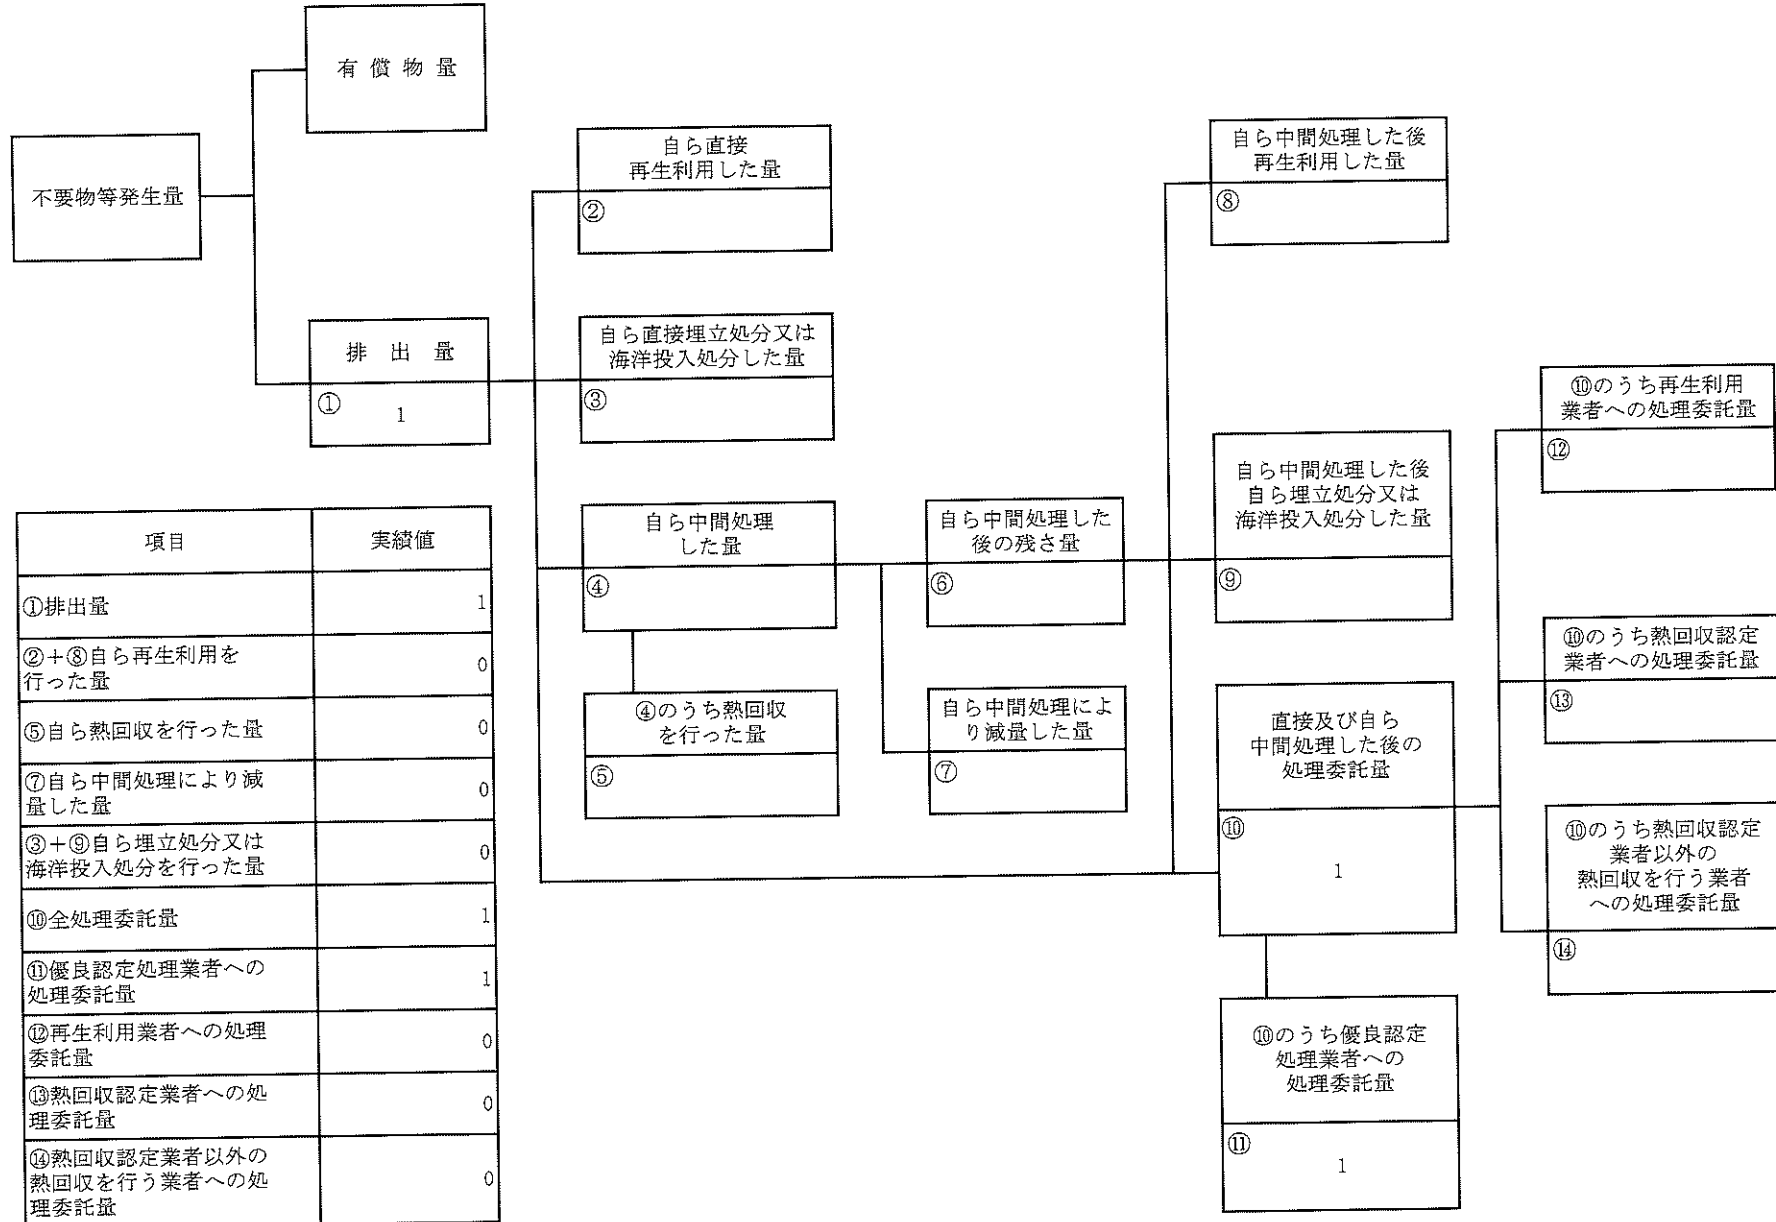 有償物量
不要物等発生量
排出量
①
1
自ら直接
再生利用した量
②
自ら直接埋立処分又は
海洋投入処分した量
③
自ら中間処理
した量
④
④のうち熱回収
を行った量
⑤
自ら中間処理した
後の残さ量
⑥
自ら中間処理によ
り減量した量
⑦
自ら中間処理した後
再生利用した量
⑧
自ら中間処理した後
自ら埋立処分又は
海洋投入処分した量
⑨
直接及び自ら
中間処理した後の
処理委託量
⑩
1
⑩のうち優良認定
処理業者への
処理委託量
⑪
1
⑩のうち再生利用
業者への処理委託量
⑫
⑩のうち熱回収認定
業者への処理委託量
⑬
⑩のうち熱回収認定
業者以外の
熱回収を行う業者
への処理委託量
⑭
項目 実績値
①排出量 1
②+⑧自ら再生利用を
行った量 0
⑤自ら熱回収を行った量 0
⑦自ら中間処理により減
量した量 0
③+⑨自ら埋立処分又は
海洋投入処分を行った量 0
⑩全処理委託量 1
⑪優良認定処理業者への
処理委託量 1
⑫再生利用業者への処理
委託量 0
⑬熱回収認定業者への処
理委託量 0
⑭熱回収認定業者以外の
熱回収を行う業者への処
理委託量 0